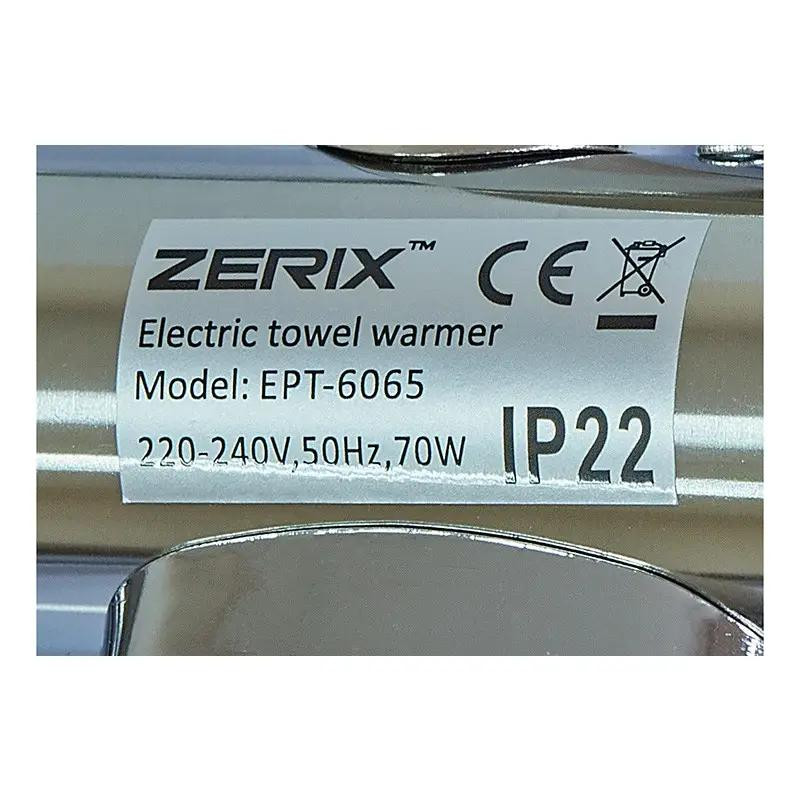 ZERIX™ CE
Electric towel warmer
Model: EPT-6065
220-240V,50Hz,70W IP22